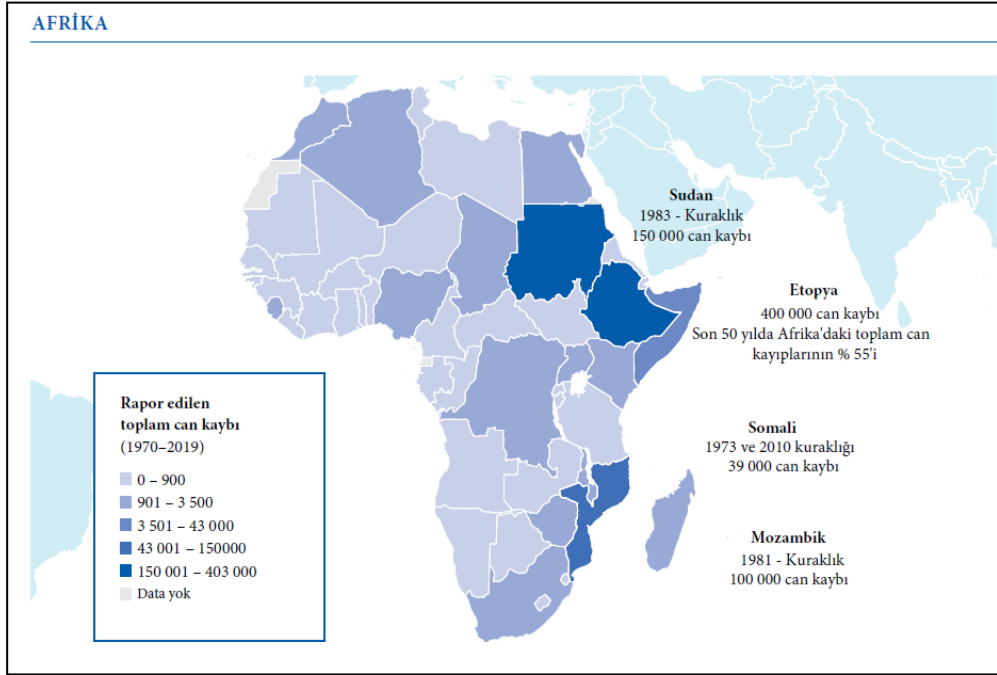 AFRİKA
Sudan
1983 - Kuraklık
150 000 can kaybı
Etopya
400 000 can kaybı
Son 50 yılda Afrika'daki toplam can
kayıplarının % 55'i
Somali
1973 ve 2010 kuraklığı
39 000 can kaybı
Mozambik
1981 - Kuraklık
100 000 can kaybı
Rapor edilen
toplam can kaybı
(1970–2019)
0 – 900
901 – 3 500
3 501 – 43 000
43 001 – 150000
150 001 – 403 000
Data yok